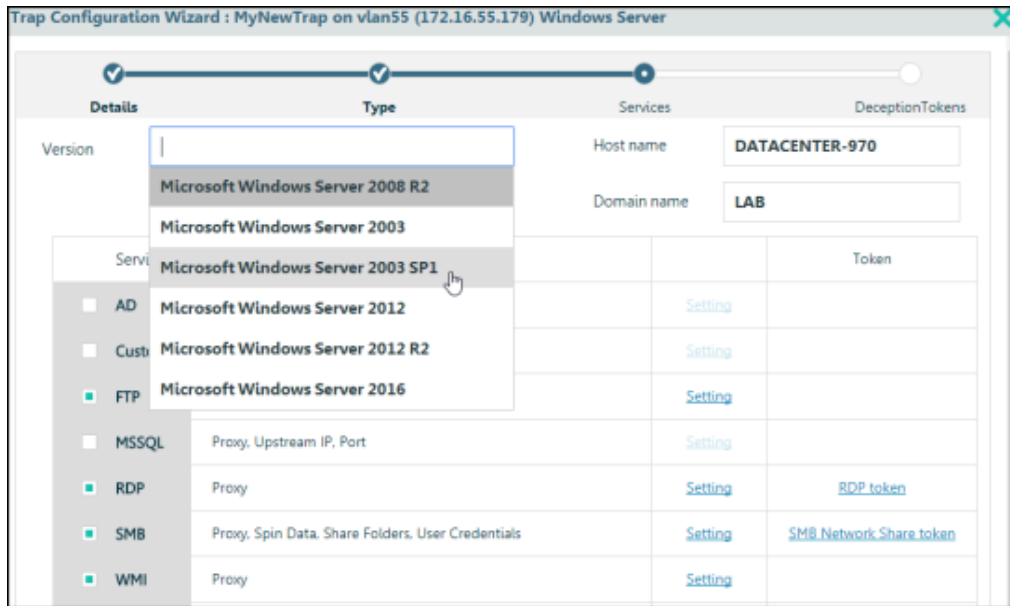 Trap Configuration Wizard : MyNewTrap on vlan55 (172.16.55.179) Windows Server
Details Type Services DeceptionTokens
Version Host name DATACENTER-970
Microsoft Windows Server 2008 R2
Domain name LAB
Microsoft Windows Server 2003
Servi Microsoft Windows Server 2003 SP1 Token
AD Microsoft Windows Server 2012 Setting
Custo Microsoft Windows Server 2012 R2 Setting
Microsoft Windows Server 2016
FTP Setting
MSSQL Proxy, Upstream IP, Port Setting
RDP Proxy Setting RDP token
SMB Proxy, Spin Data, Share Folders, User Credentials Setting SMB Network Share token
WMI Proxy Setting